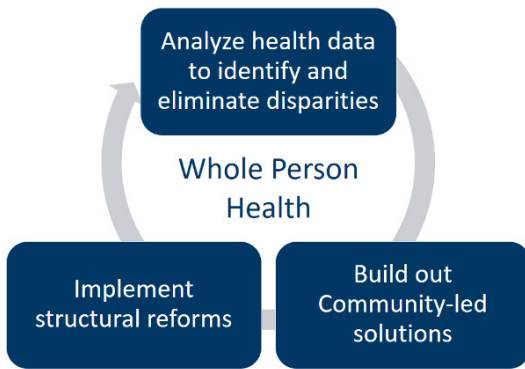 Analyze health data
to identify and
eliminate disparities
Whole Person
Health
Implement
structural reforms
Build out
Community-led
solutions